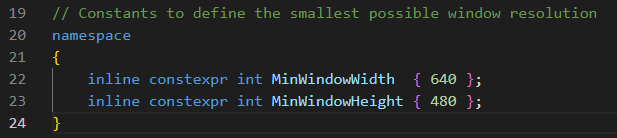 19 // Constants to define the smallest possible window resolution
20 namespace
21 {
22     inline constexpr int MinWindowWidth  { 640 };
23     inline constexpr int MinWindowHeight { 480 };
24 }